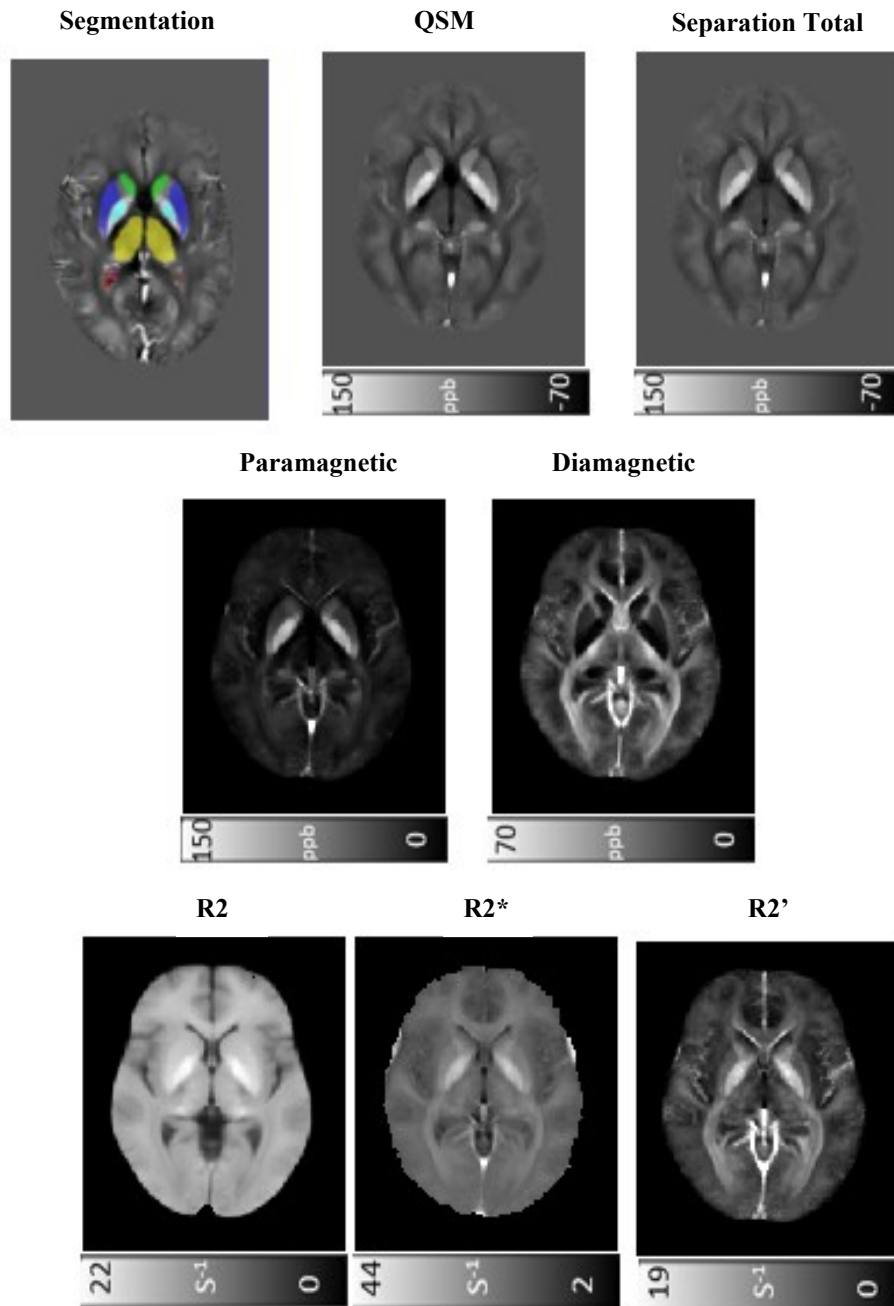 Segmentation QSM Separation Total
150 ppb -70 150 ppb -70
Paramagnetic Diamagnetic
150 ppb 0 70 ppb 0
R2 R2* R2’
22 S-1 0 44 S-1 2 19 S-1 0